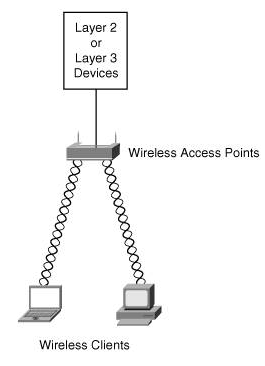 Layer 2
or
Layer 3
Devices
Wireless Access Points
Wireless Clients